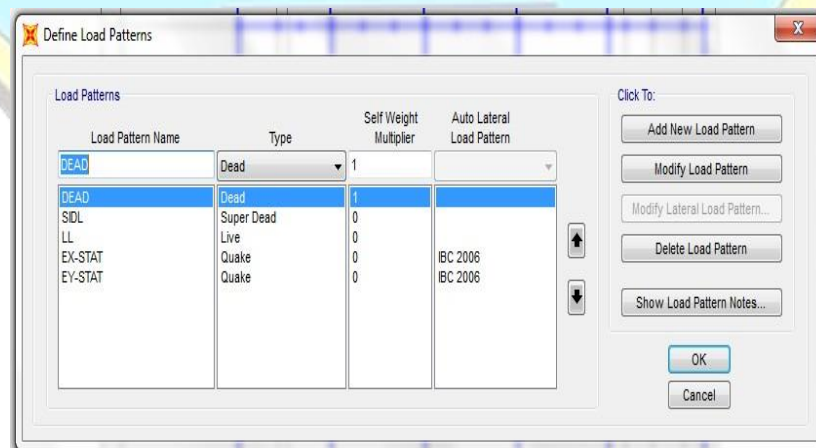 Define Load Patterns
X
Load Patterns
Click To:
Load Pattern Name Type Self Weight Multiplier Auto Lateral Load Pattern
DEAD Dead 1
DEAD Dead 1
SIDL Super Dead 0
LL Live 0
EX-STAT Quake 0 IBC 2006
EY-STAT Quake 0 IBC 2006
Add New Load Pattern
Modify Load Pattern
Modify Lateral Load Pattern...
Delete Load Pattern
Show Load Pattern Notes...
OK
Cancel